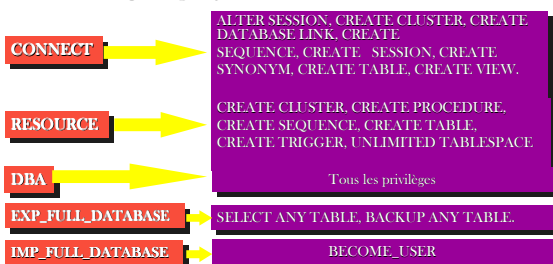 CONNECT
ALTER SESSION, CREATE CLUSTER, CREATE
DATABASE LINK, CREATE
SEQUENCE, CREATE SESSION, CREATE
SYNONYM, CREATE TABLE, CREATE VIEW.
RESOURCE
CREATE CLUSTER, CREATE PROCEDURE,
CREATE SEQUENCE, CREATE TABLE,
CREATE TRIGGER, UNLIMITED TABLESPACE
DBA
Tous les privilèges
EXP_FULL_DATABASE
SELECT ANY TABLE, BACKUP ANY TABLE.
IMP_FULL_DATABASE
BECOME_USER